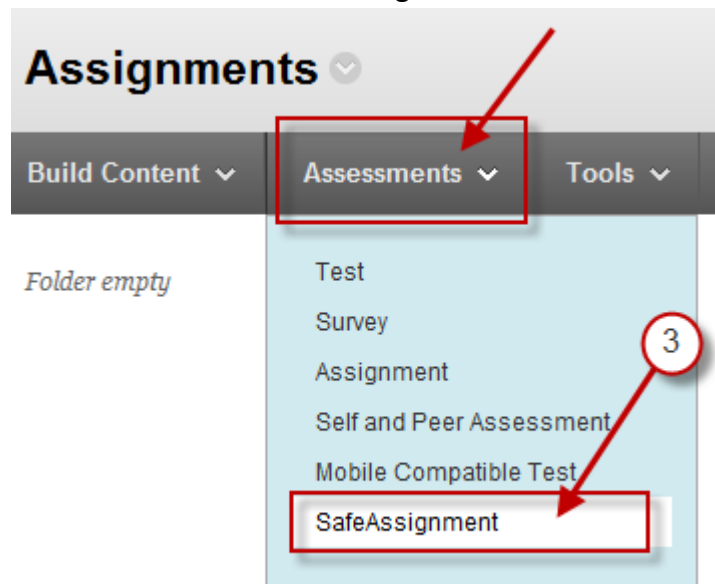 Assignments
Build Content Assessments Tools
Folder empty
Test
Survey
3
Assignment
Self and Peer Assessment
Mobile Compatible Test
SafeAssignment